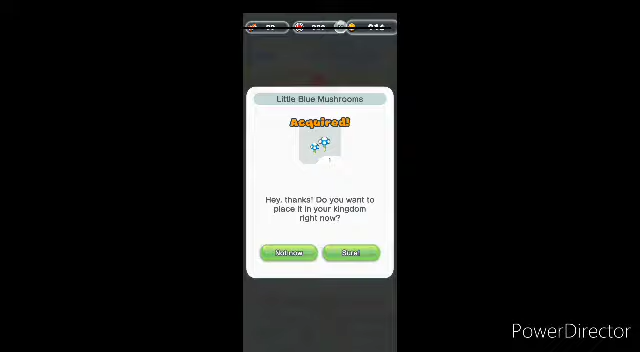 Little Blue Mushrooms
Acquired!
1
Hey, thanks! Do you want to
place it in your kingdom
right now?
Not now
Sure!
PowerDirector